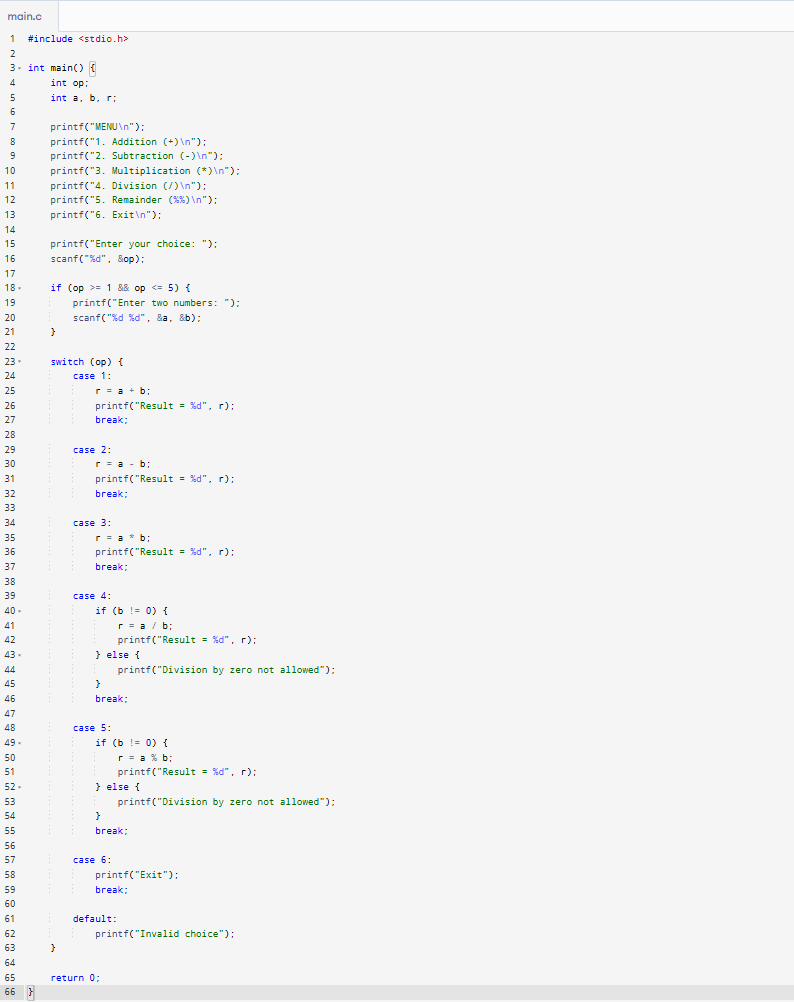 main.c
1 #include <stdio.h>
2
3 int main() {
4     int op;
5     int a, b, r;
6
7     printf("MENU\n");
8     printf("1. Addition (+)\n");
9     printf("2. Subtraction (-)\n");
10     printf("3. Multiplication (*)\n");
11     printf("4. Division (/)\n");
12     printf("5. Remainder (%%)\n");
13     printf("6. Exit\n");
14
15     printf("Enter your choice: ");
16     scanf("%d", &op);
17
18     if (op >= 1 && op <= 5) {
19         printf("Enter two numbers: ");
20         scanf("%d %d", &a, &b);
21     }
22
23     switch (op) {
24         case 1:
25             r = a + b;
26             printf("Result = %d", r);
27             break;
28
29         case 2:
30             r = a - b;
31             printf("Result = %d", r);
32             break;
33
34         case 3:
35             r = a * b;
36             printf("Result = %d", r);
37             break;
38
39         case 4:
40             if (b != 0) {
41                 r = a / b;
42                 printf("Result = %d", r);
43             } else {
44                 printf("Division by zero not allowed");
45             }
46             break;
47
48         case 5:
49             if (b != 0) {
50                 r = a % b;
51                 printf("Result = %d", r);
52             } else {
53                 printf("Division by zero not allowed");
54             }
55             break;
56
57         case 6:
58             printf("Exit");
59             break;
60
61         default:
62             printf("Invalid choice");
63     }
64
65     return 0;
66 }